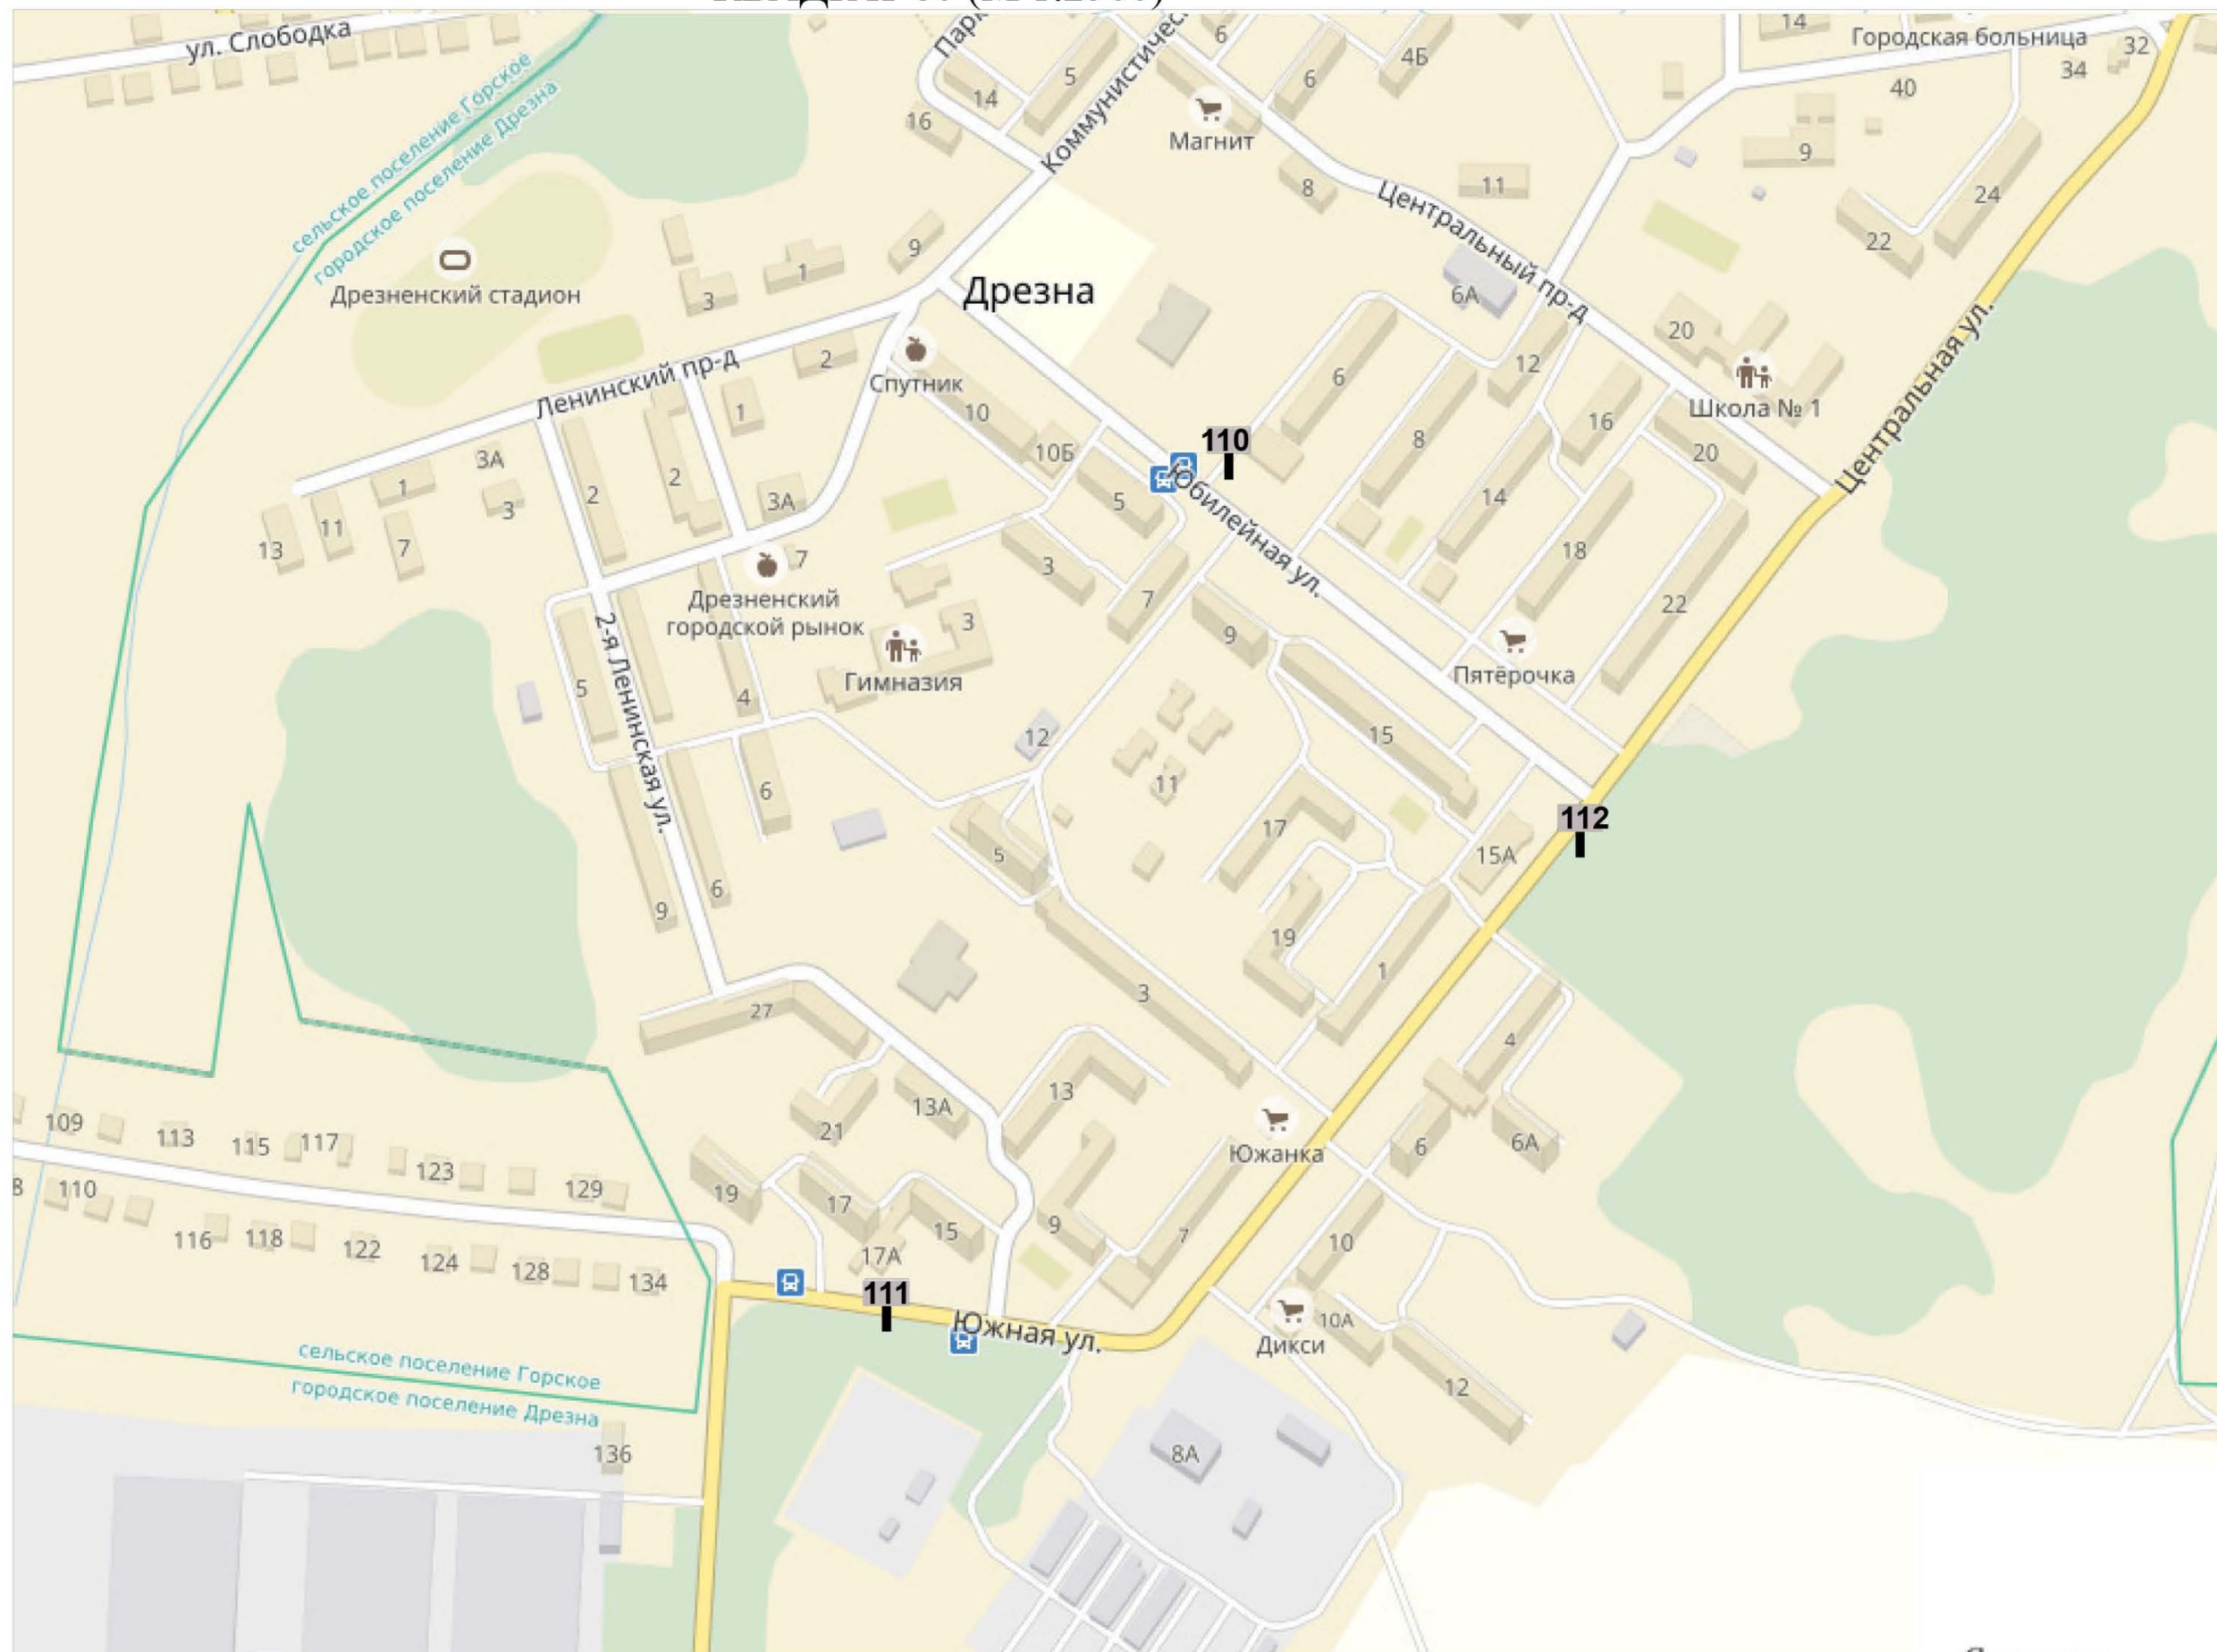 ул. Слободка
Парк
Коммунистичес
5
6
6
4Б
14
Городская больница
32
34
40
14
16
Магнит
сельское поселение Горское
городское поселение Дрезна
9
11
8
24
22
Центральный пр-д
Дрезненский стадион
9
1
3
Дрезна
6А
20
Центральная ул.
Школа № 1
2
Спутник
Ленинский пр-д
1
10
10Б
110
6
12
8
16
20
3А
1
3
2
2
3А
5
14
Юбилейная ул.
13
11
7
7
3
18
22
Дрезненский
городской рынок
7
3
9
Гимназия
Пятёрочка
2-я Ленинская ул.
5
4
12
15
11
6
17
112
15А
5
6
9
19
1
3
27
4
13
13А
21
6
6А
109
113
115
117
123
129
Южанка
110
116
118
122
124
128
134
19
17
15
17А
9
7
10
111
Южная ул.
10А
Дикси
12
сельское поселение Горское
городское поселение Дрезна
136
8А